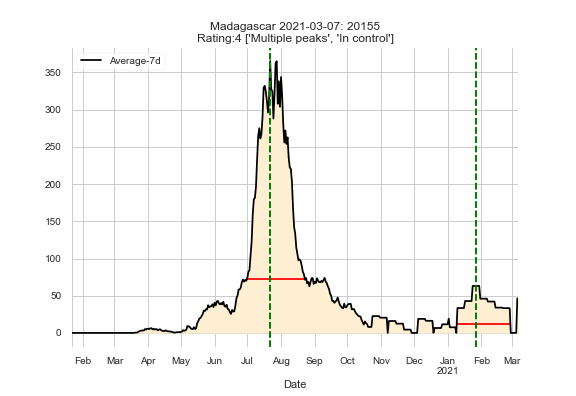 Madagascar 2021-03-07: 20155
Rating:4 ['Multiple peaks', 'In control']
Average-7d
350
300
250
200
150
100
50
0
Feb Mar Apr May Jun Jul Aug Sep Oct Nov Dec Jan Feb Mar
2021
Date